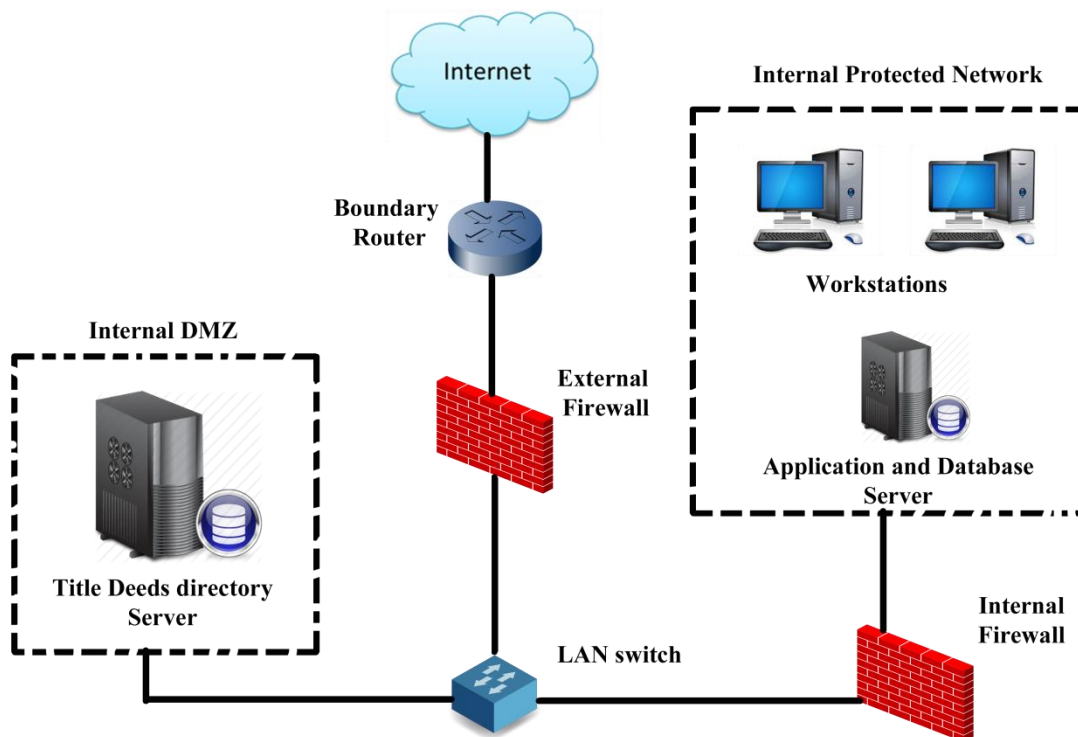 Internet
Internal Protected Network
Workstations
Boundary
Router
Internal DMZ
External
Firewall
Application and Database
Server
Title Deeds directory
Server
Internal
Firewall
LAN switch